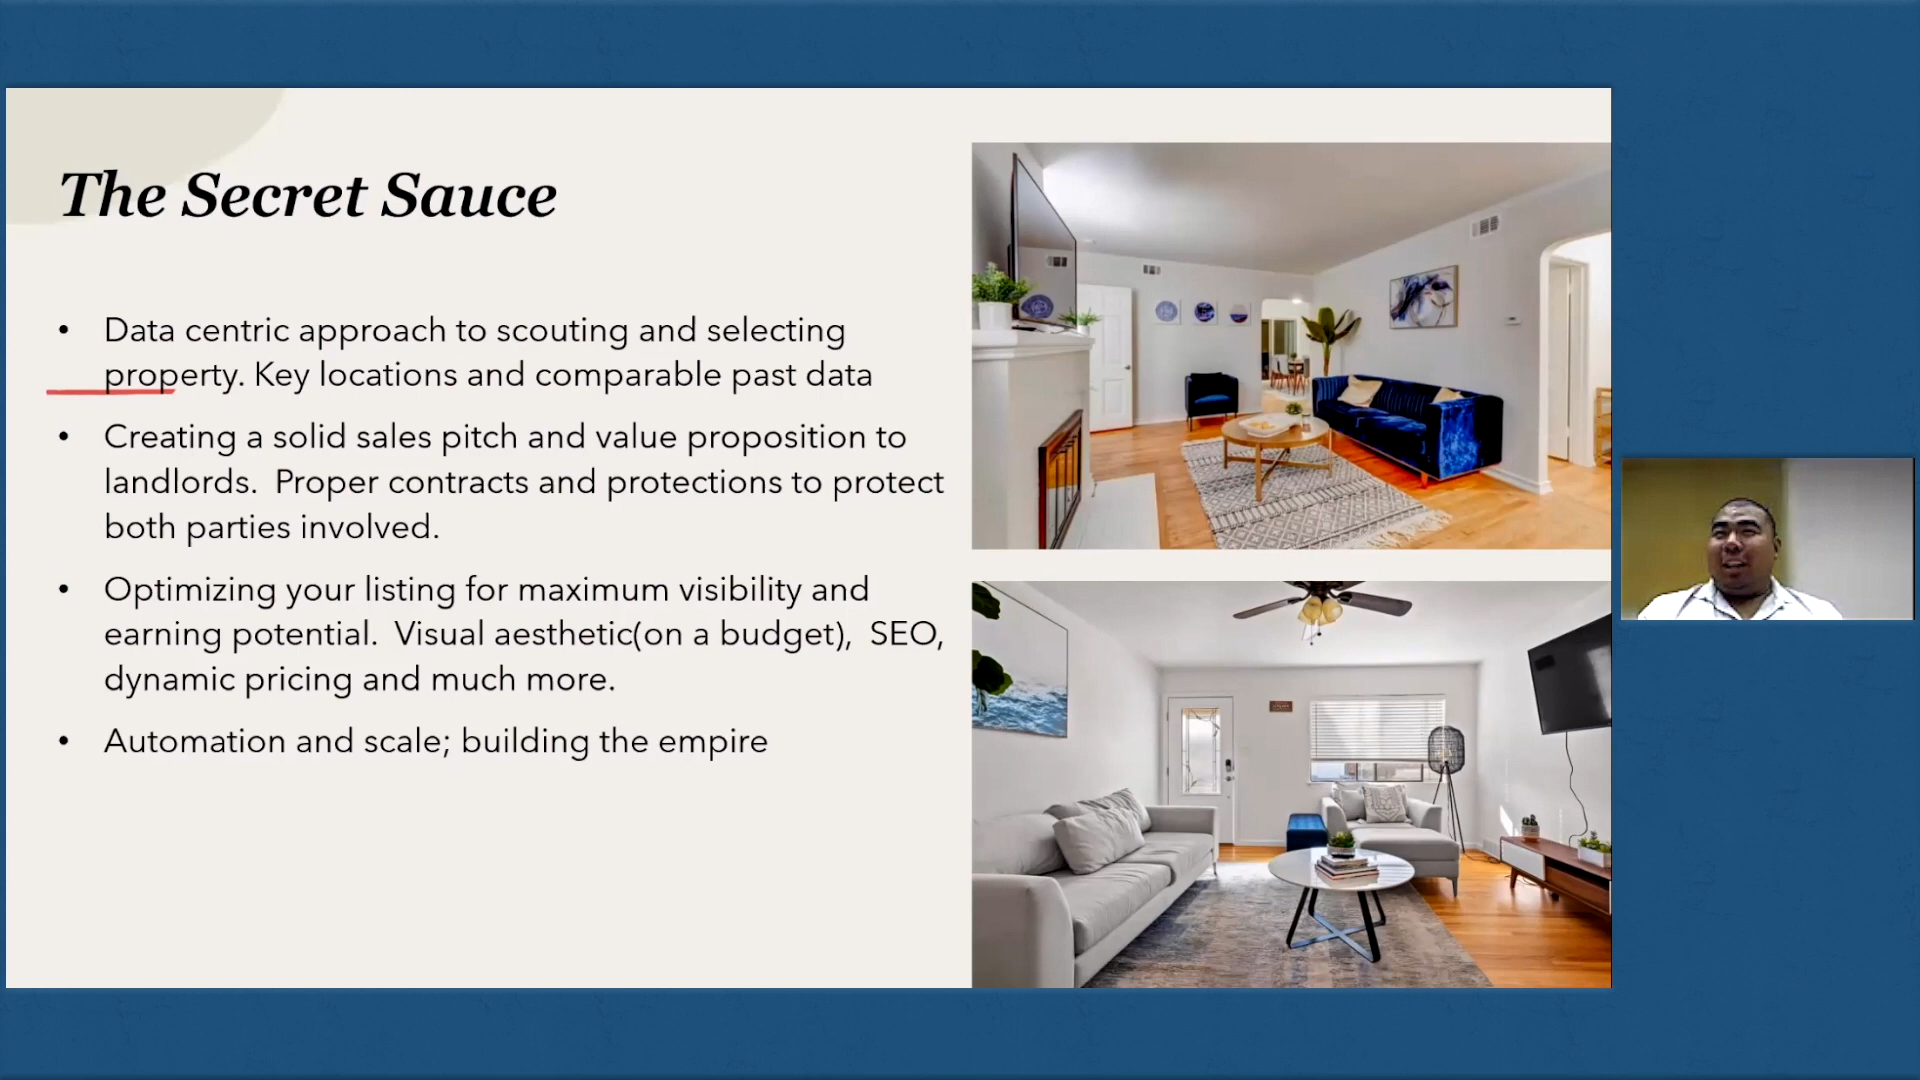 The Secret Sauce
• Data centric approach to scouting and selecting
property. Key locations and comparable past data
• Creating a solid sales pitch and value proposition to
landlords.  Proper contracts and protections to protect
both parties involved.
• Optimizing your listing for maximum visibility and
earning potential.  Visual aesthetic(on a budget),  SEO,
dynamic pricing and much more.
• Automation and scale; building the empire